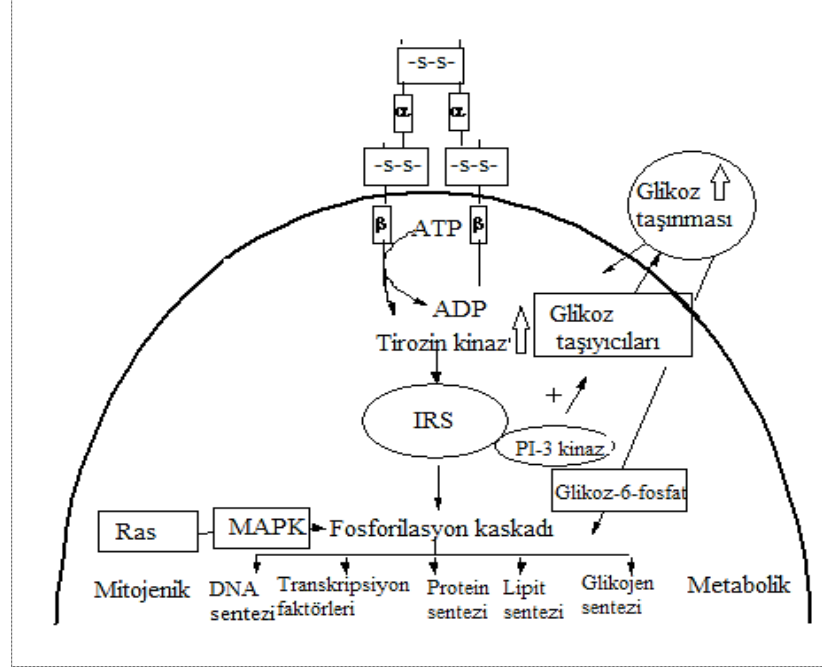 -s-s-
α α
-s-s- -s-s-
β β
ATP
ADP
Tirozin kinaz
Glikoz
taşınması
Glikoz
taşıyıcıları
+
IRS
PI-3 kinaz
Glikoz-6-fosfat
Ras
MAPK
Fosforilasyon kaskadı
Mitojenik
DNA
sentezi
Transkripsiyon
faktörleri
Protein
sentezi
Lipit
sentezi
Glikojen
sentezi
Metabolik